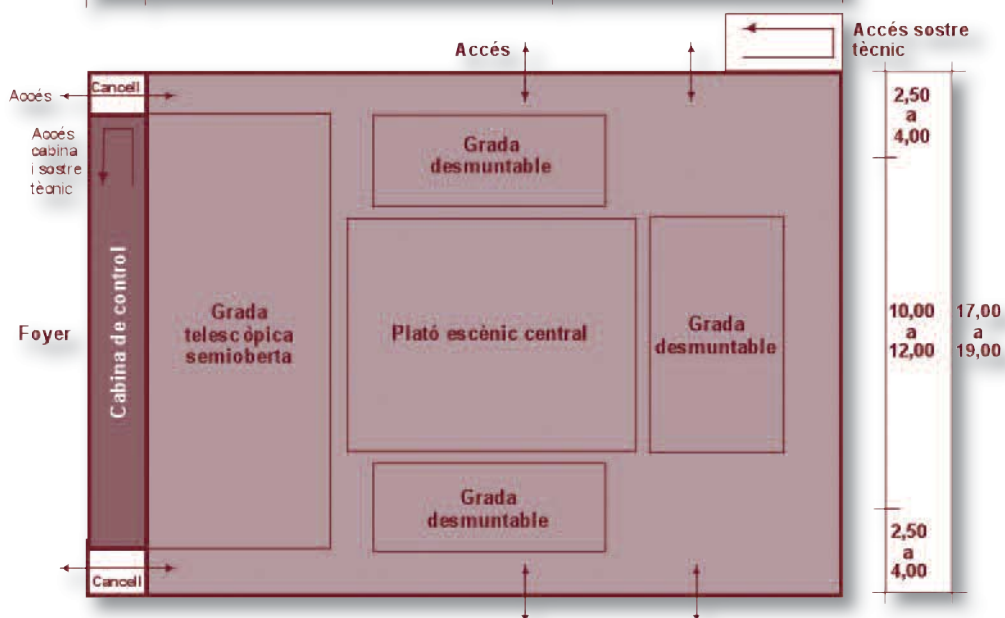 Accés sostre
tècnic
Accés
Cancell
Accés
Accés
cabina
i sostre
tècnic
2,50
a
4,00
Grada
desmuntable
Cabina de control
Foyer
Grada
telescòpica
semioberta
Plató escènic central
Grada
desmuntable
10,00
a
12,00
17,00
a
19,00
Grada
desmuntable
2,50
a
4,00
Cancell